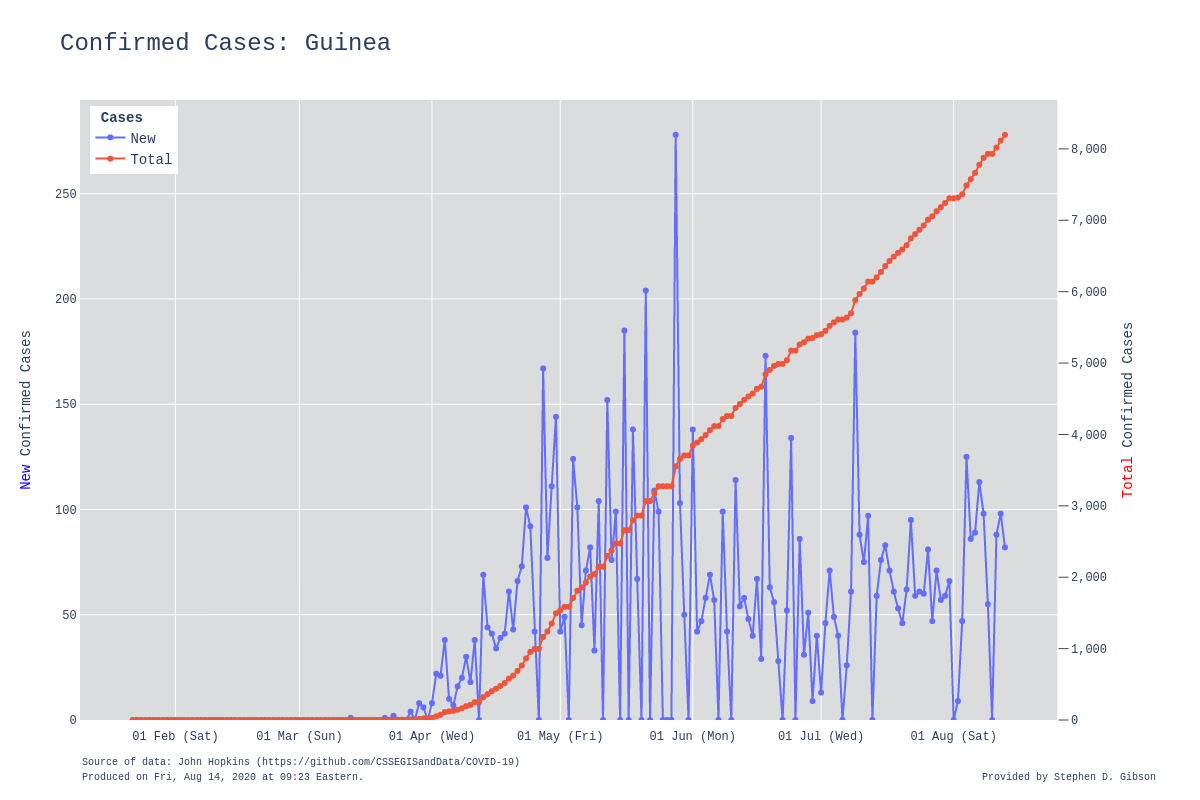 Confirmed Cases: Guinea
Cases
New
Total
250
200
150
100
50
0
8,000
7,000
6,000
5,000
4,000
3,000
2,000
1,000
0
New Confirmed Cases
Total Confirmed Cases
01 Feb (Sat) 01 Mar (Sun) 01 Apr (Wed) 01 May (Fri) 01 Jun (Mon) 01 Jul (Wed) 01 Aug (Sat)
Source of data: John Hopkins (https://github.com/CSSEGISandData/COVID-19)
Produced on Fri, Aug 14, 2020 at 09:23 Eastern.
Provided by Stephen D. Gibson